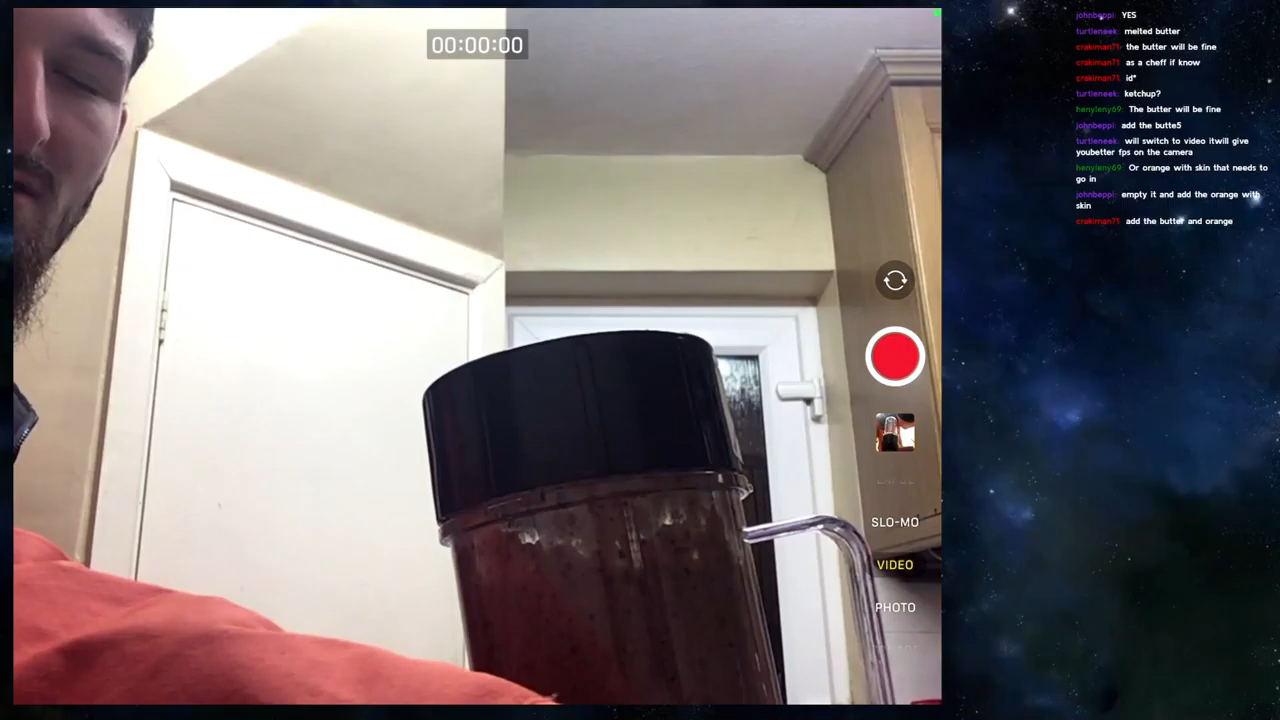 00:00:00
SLO-MO
VIDEO
PHOTO
johnbeppi: YES
turtleneek: melted butter
crakiman71: the butter will be fine
crakiman71: as a cheff if know
crakiman71: id*
turtleneek: ketchup?
henyleny69: The butter will be fine
johnbeppi: add the butte5
turtleneek: will switch to video itwill give
youbetter fps on the camera
henyleny69: Or orange with skin that needs to
go in
johnbeppi: empty it and add the orange with
skin
crakiman71: add the butter and orange